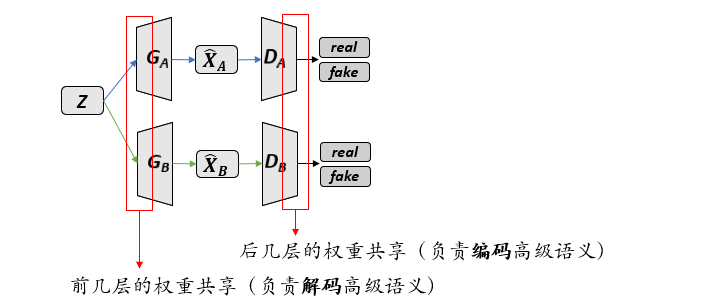 G_A
X̂_A
D_A
real
fake
Z
G_B
X̂_B
D_B
real
fake
后几层的权重共享（负责编码高级语义）
前几层的权重共享（负责解码高级语义）